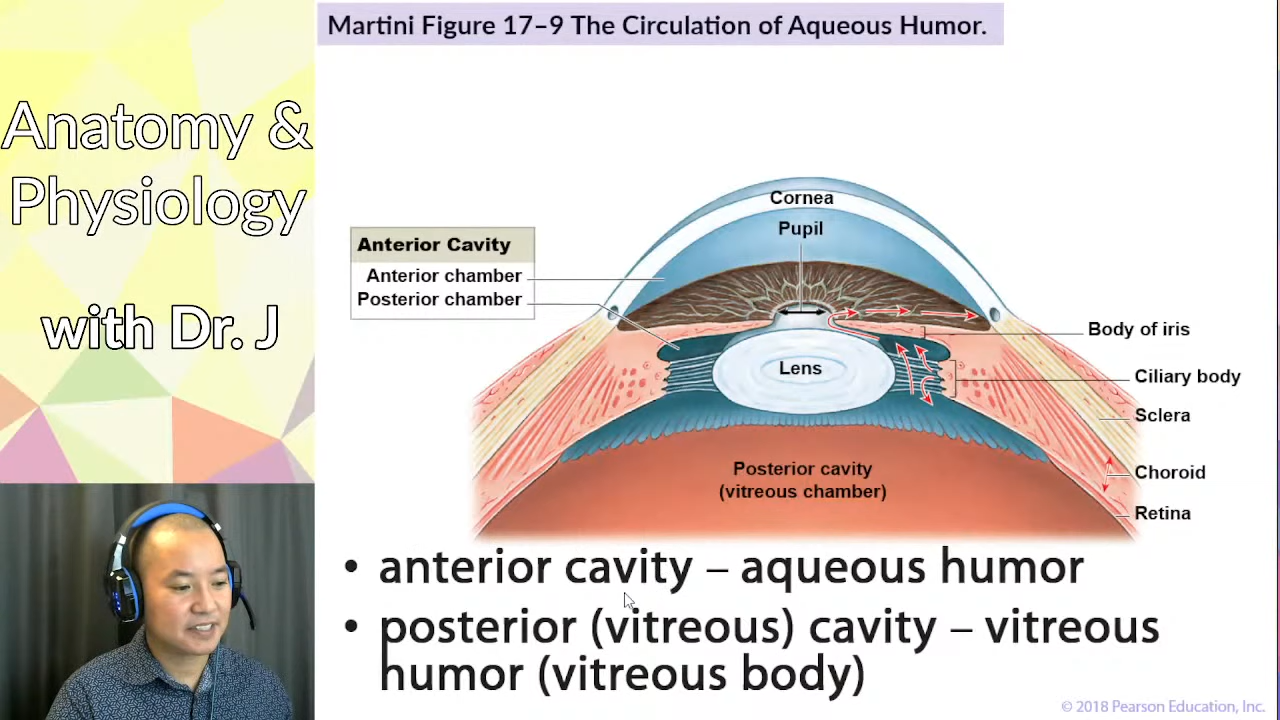 Martini Figure 17–9 The Circulation of Aqueous Humor.
Anatomy &
Physiology
with Dr. J
Cornea
Pupil
Anterior Cavity
Anterior chamber
Posterior chamber
Body of iris
Lens
Ciliary body
Sclera
Posterior cavity
(vitreous chamber)
Choroid
Retina
• anterior cavity – aqueous humor
• posterior (vitreous) cavity – vitreous
humor (vitreous body)
© 2018 Pearson Education, Inc.